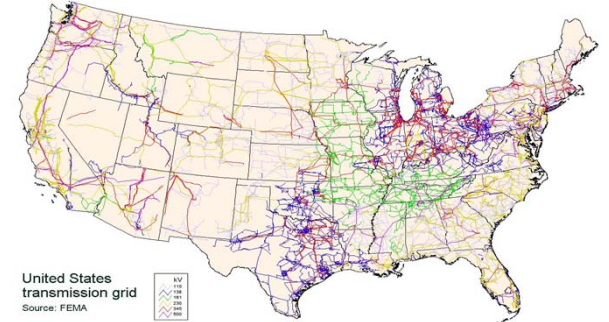 United States
transmission grid
Source: FEMA
kV
115
138
161
230
345
500